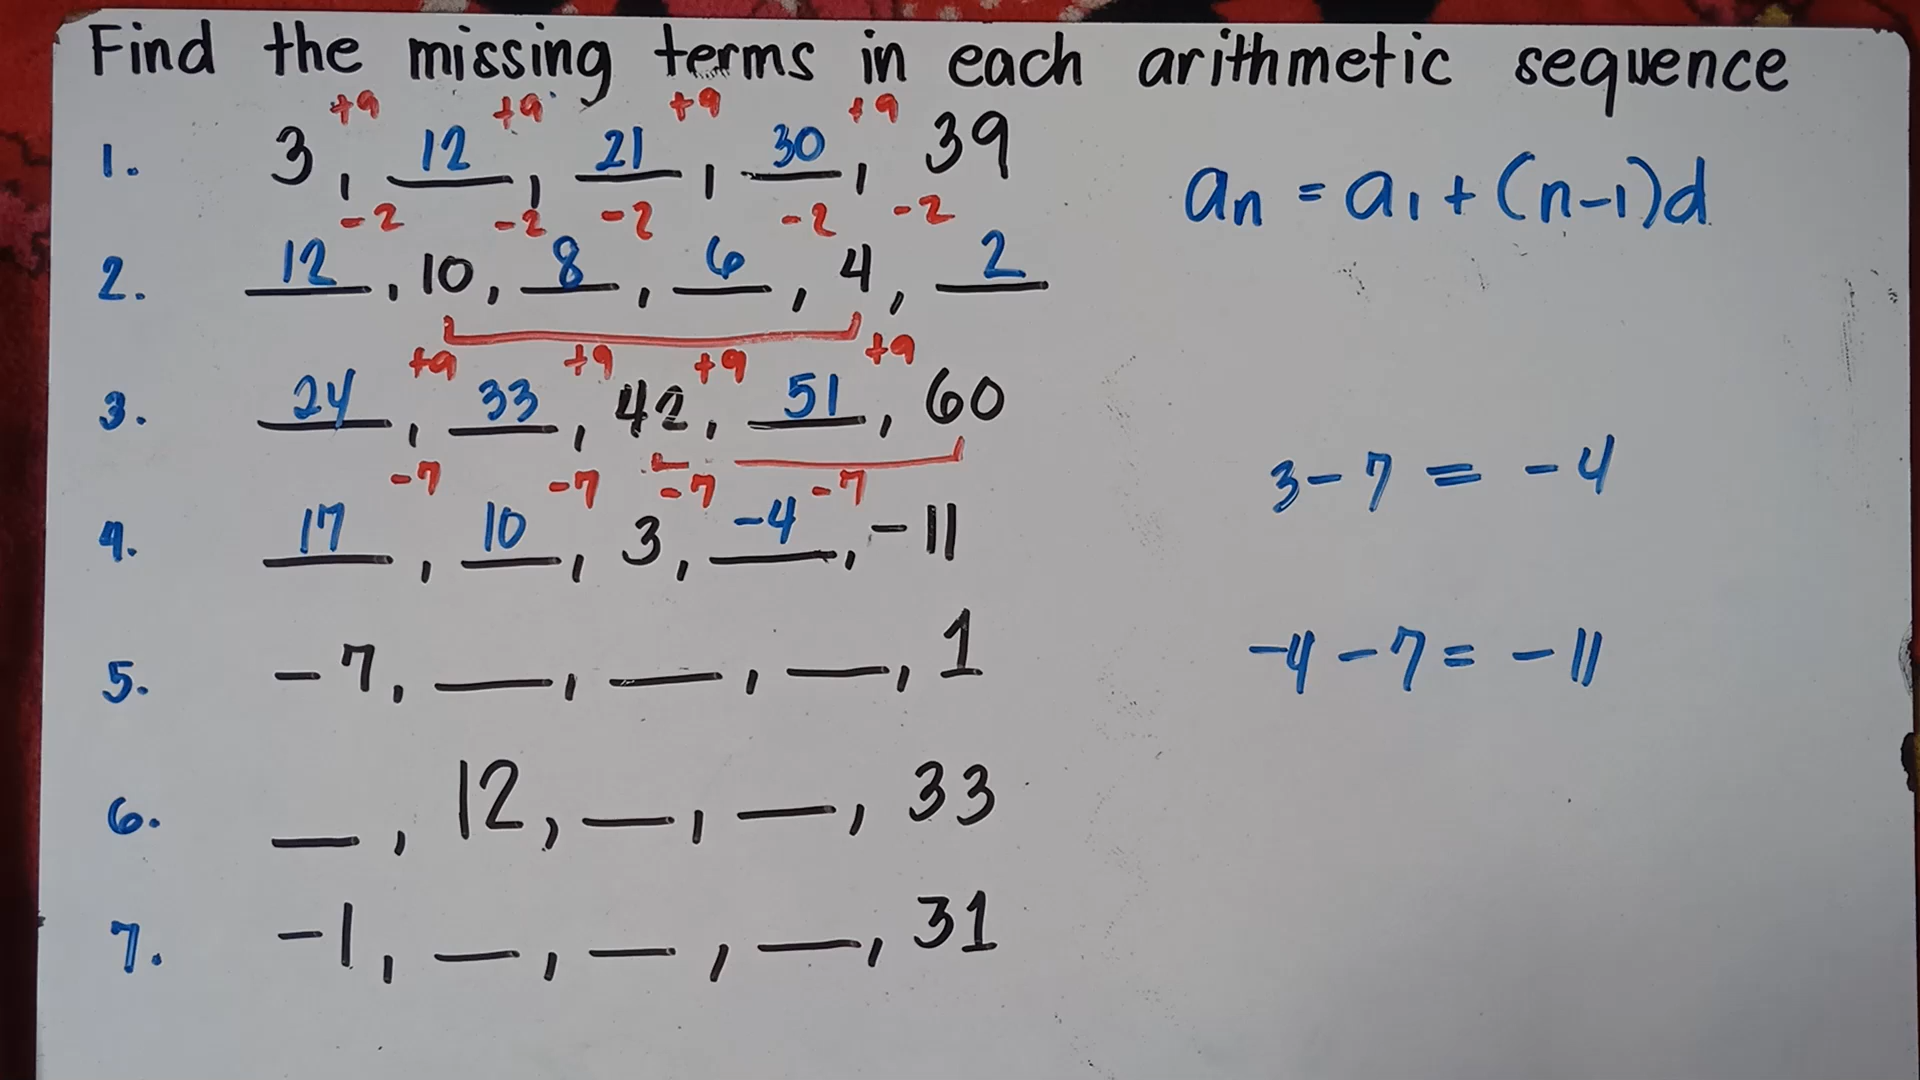 Find the missing terms in each arithmetic sequence
+9 +9 +9 +9
1. 3, 12, 21, 30, 39
an = a1 + (n-1)d
-2 -2 -2 -2 -2
2. 12, 10, 8, 6, 4, 2
+9 +9 +9 +9
3. 24, 33, 42, 51, 60
-7 -7 -7 -7
3-7 = -4
4. 17, 10, 3, -4, -11
5. -7, __, __, __, 1
-4-7= -11
6. __, 12, __, __, 33
7. -1, __, __, __, 31